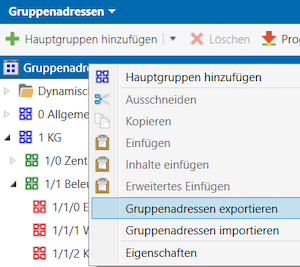 Gruppenadressen
Hauptgruppen hinzufügen Löschen
Gruppenadressen
Hauptgruppen hinzufügen
Dynamisc
Ausschneiden
0 Allgeme
Kopieren
1 KG
Einfügen
1/0 Zent
Inhalte einfügen
1/1 Beleu
Erweitertes Einfügen
1/1/0 E
Gruppenadressen exportieren
1/1/1
Gruppenadressen importieren
1/1/2 K
Eigenschaften